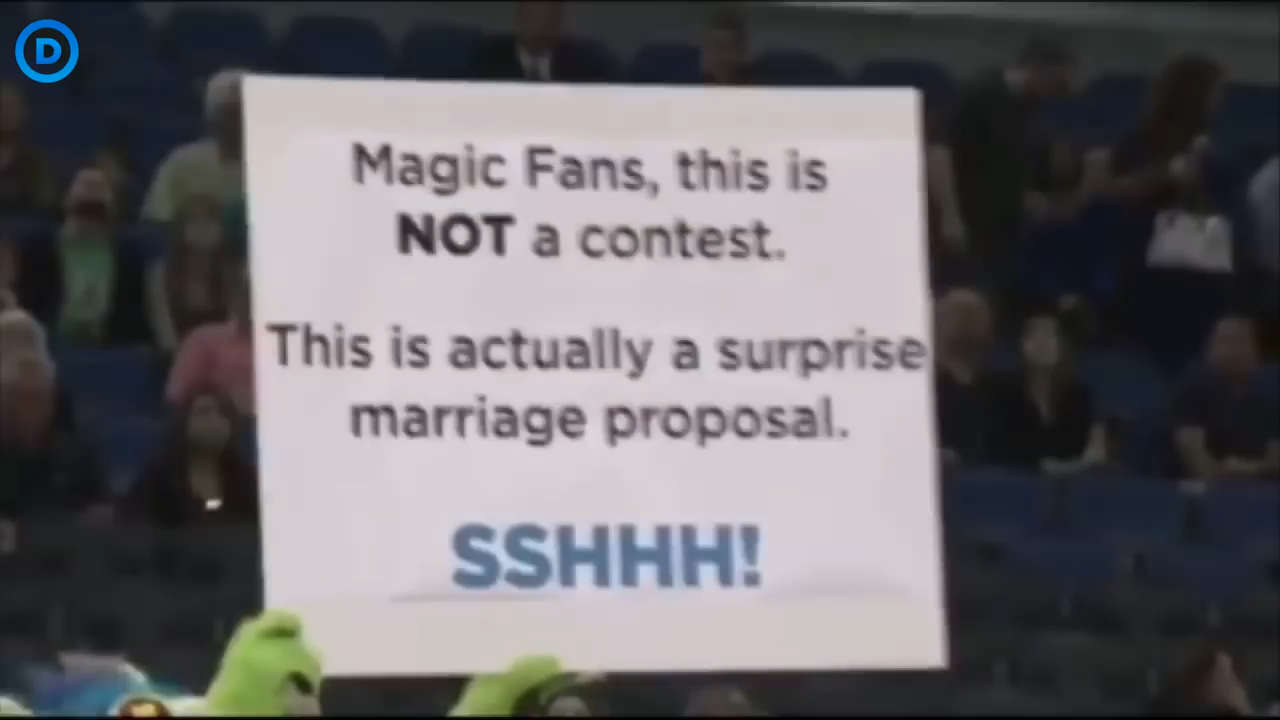 D
Magic Fans, this is
NOT a contest.
This is actually a surprise
marriage proposal.
SSHHH!